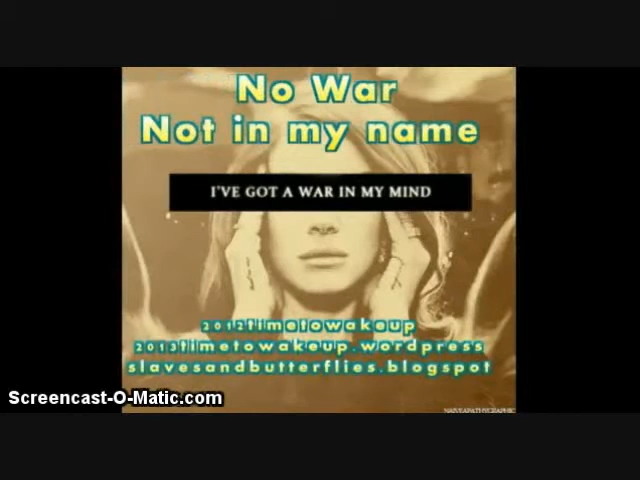 No War
Not in my name
I'VE GOT A WAR IN MY MIND
2012timetowakeup
2013timetowakeup.wordpress
slavesandbutterflies.blogspot
Screencast-O-Matic.com